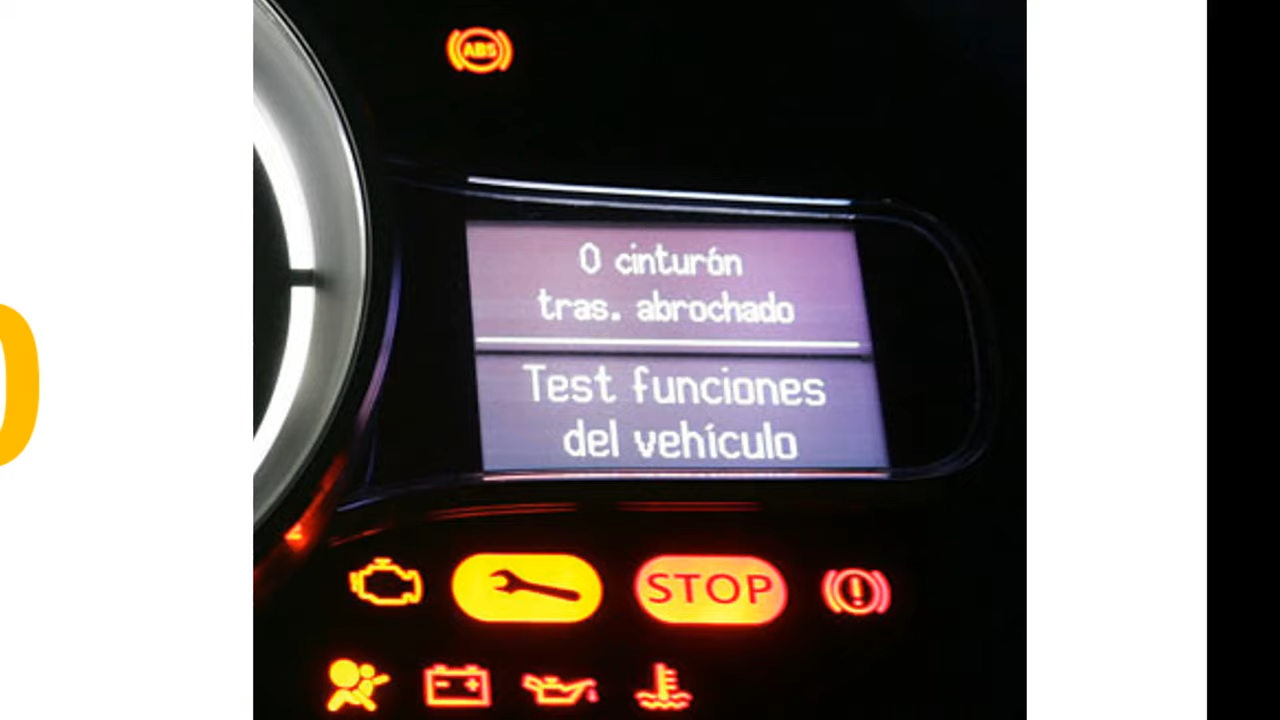 ABS
0 cinturón
tras. abrochado
Test funciones
del vehículo
STOP